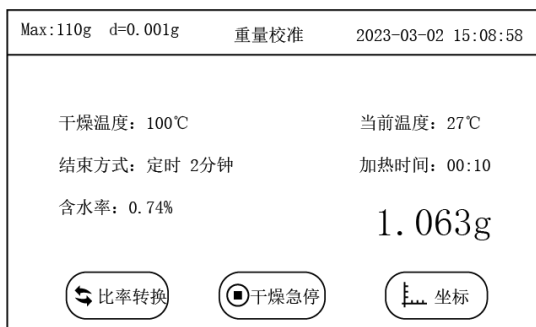 Max:110g d=0.001g 重量校准 2023-03-02 15:08:58
干燥温度：100℃ 当前温度：27℃
结束方式：定时 2分钟 加热时间：00:10
含水率：0.74%
1.063g
比率转换 干燥急停 坐标